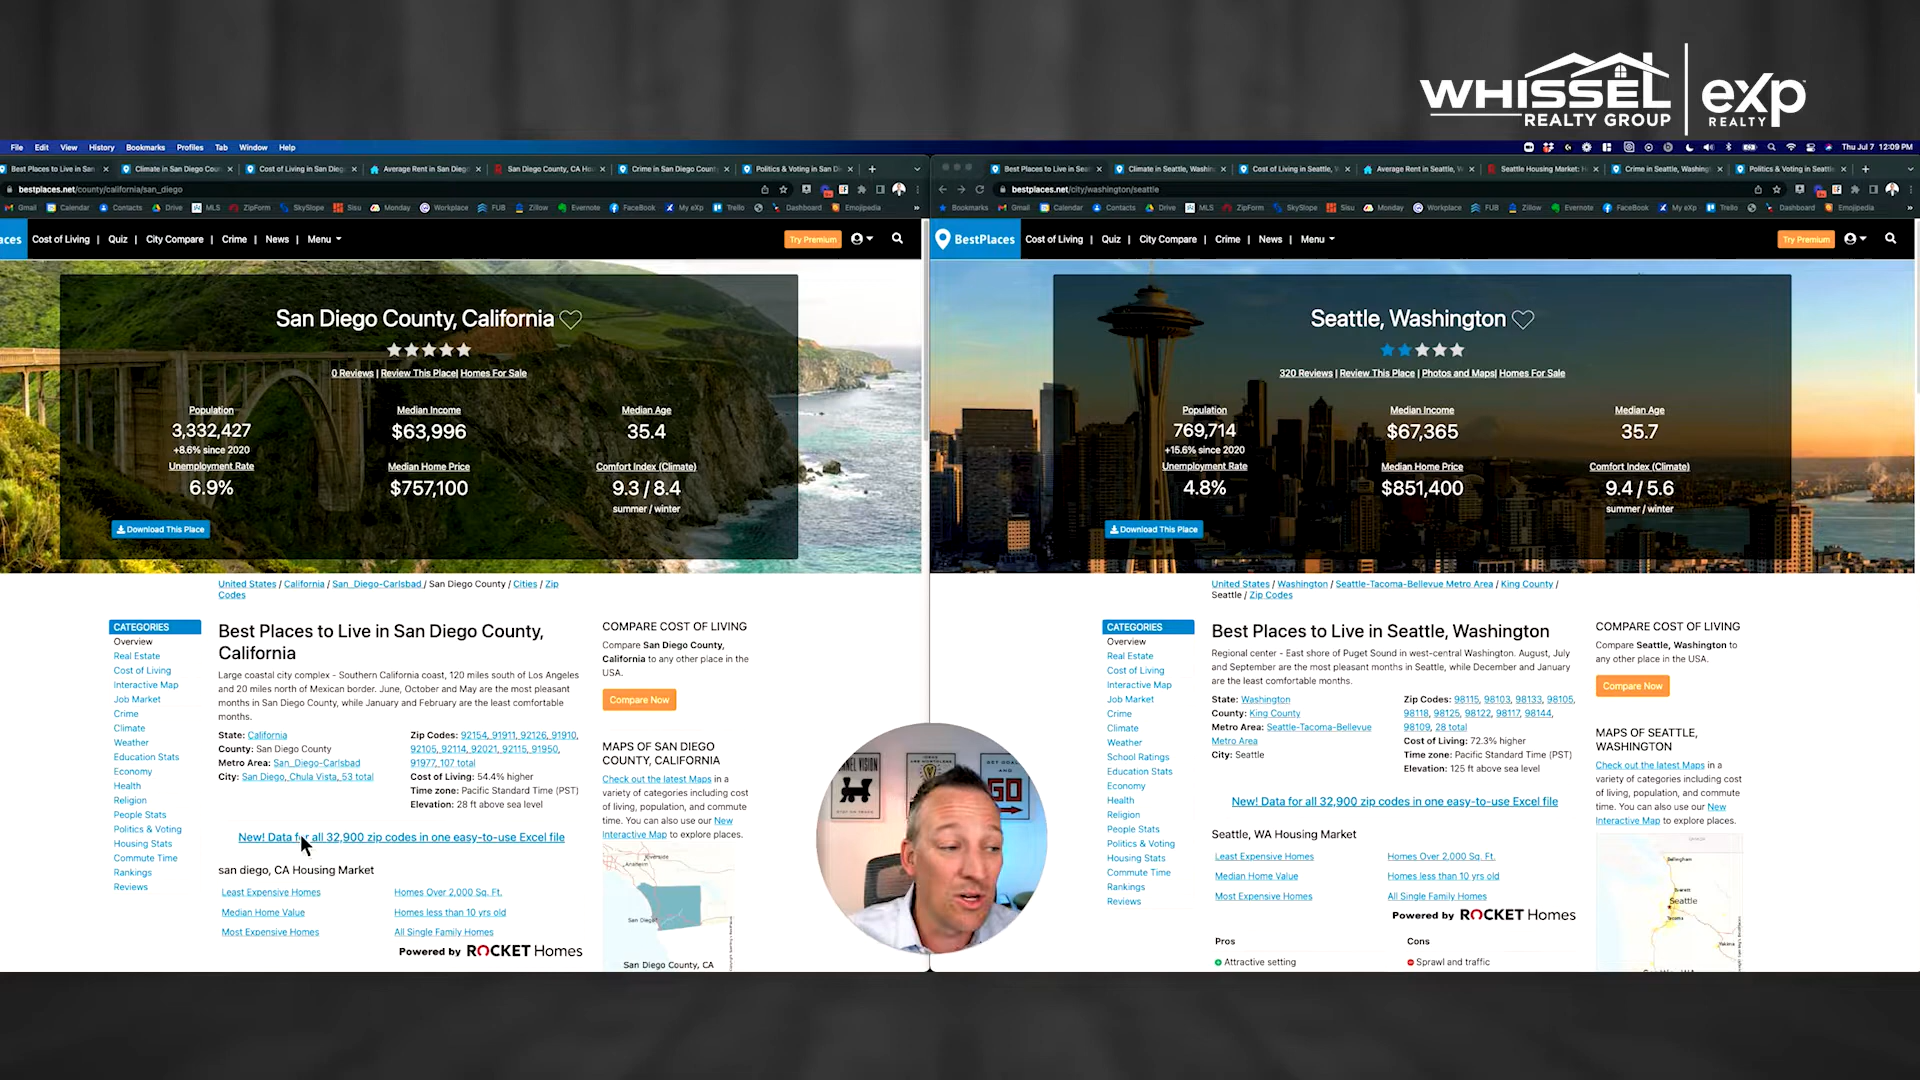 WHISSEL
REALTY GROUP
eXp
REALTY
File Edit View History Bookmarks Profiles Tab Window Help
Thu Jul 7 12:09 PM
Best Places to Live in San
Climate in San Diego Cou
Cost of Living in San Dieg
Average Rent in San Dieg
San Diego County, CA Ho
Crime in San Diego Count
Politics & Voting in San Di
bestplaces.net/county/california/san_diego
Gmail Calendar Contacts Drive MLS ZipForm SkySlope Sisu Monday Workplace FUB Zillow Evernote FaceBook My eXp Trello Dashboard Emojipedia
aces Cost of Living | Quiz | City Compare | Crime | News | Menu
Try Premium
San Diego County, California
0 Reviews | Review This Place| Homes For Sale
Population Median Income Median Age
3,332,427 $63,996 35.4
+8.6% since 2020
Unemployment Rate Median Home Price Comfort Index (Climate)
6.9% $757,100 9.3 / 8.4
summer / winter
Download This Place
United States / California / San_Diego-Carlsbad / San Diego County / Cities / Zip
Codes
CATEGORIES
Overview
Real Estate
Cost of Living
Interactive Map
Job Market
Crime
Climate
Weather
Education Stats
Economy
Health
Religion
People Stats
Politics & Voting
Housing Stats
Commute Time
Rankings
Reviews
Best Places to Live in San Diego County,
California
Large coastal city complex - Southern California coast, 120 miles south of Los Angeles
and 20 miles north of Mexican border. June, October and May are the most pleasant
months in San Diego County, while January and February are the least comfortable
months.
State: California
County: San Diego County
Metro Area: San_Diego-Carlsbad
City: San Diego, Chula Vista, 53 total
Zip Codes: 92154, 91911, 92126, 91910,
92105, 92114, 92021, 92115, 91950,
91977, 107 total
Cost of Living: 54.4% higher
Time zone: Pacific Standard Time (PST)
Elevation: 28 ft above sea level
New! Data for all 32,900 zip codes in one easy-to-use Excel file
san diego, CA Housing Market
Least Expensive Homes Homes Over 2,000 Sq. Ft.
Median Home Value Homes less than 10 yrs old
Most Expensive Homes All Single Family Homes
Powered by ROCKET Homes
COMPARE COST OF LIVING
Compare San Diego County,
California to any other place in the
USA.
Compare Now
MAPS OF SAN DIEGO
COUNTY, CALIFORNIA
Check out the latest Maps in a
variety of categories including cost
of living, population, and commute
time. You can also use our New
Interactive Map to explore places.
Riverside
Anaheim
San Diego
San Diego County, CA
Best Places to Live in Sea
Climate in Seattle, Washin
Cost of Living in Seattle, W
Average Rent in Seattle, W
Seattle Housing Market: H
Crime in Seattle, Washing
Politics & Voting in Seattle
bestplaces.net/city/washington/seattle
Bookmarks Gmail Calendar Contacts Drive MLS ZipForm SkySlope Sisu Monday Workplace FUB Zillow Evernote FaceBook My eXp Trello Dashboard Emojipedia
BestPlaces Cost of Living | Quiz | City Compare | Crime | News | Menu
Try Premium
Seattle, Washington
320 Reviews | Review This Place | Photos and Maps| Homes For Sale
Population Median Income Median Age
769,714 $67,365 35.7
+15.6% since 2020
Unemployment Rate Median Home Price Comfort Index (Climate)
4.8% $851,400 9.4 / 5.6
summer / winter
Download This Place
United States / Washington / Seattle-Tacoma-Bellevue Metro Area / King County /
Seattle / Zip Codes
CATEGORIES
Overview
Real Estate
Cost of Living
Interactive Map
Job Market
Crime
Climate
Weather
School Ratings
Education Stats
Economy
Health
Religion
People Stats
Politics & Voting
Housing Stats
Commute Time
Rankings
Reviews
Best Places to Live in Seattle, Washington
Regional center - East shore of Puget Sound in west-central Washington. August, July
and September are the most pleasant months in Seattle, while December and January
are the least comfortable months.
State: Washington
County: King County
Metro Area: Seattle-Tacoma-Bellevue
Metro Area
City: Seattle
Zip Codes: 98115, 98103, 98133, 98105,
98118, 98125, 98122, 98117, 98144,
98109, 28 total
Cost of Living: 72.3% higher
Time zone: Pacific Standard Time (PST)
Elevation: 125 ft above sea level
New! Data for all 32,900 zip codes in one easy-to-use Excel file
Seattle, WA Housing Market
Least Expensive Homes Homes Over 2,000 Sq. Ft.
Median Home Value Homes less than 10 yrs old
Most Expensive Homes All Single Family Homes
Powered by ROCKET Homes
Pros Cons
Attractive setting Sprawl and traffic
COMPARE COST OF LIVING
Compare Seattle, Washington to
any other place in the USA.
Compare Now
MAPS OF SEATTLE,
WASHINGTON
Check out the latest Maps in a
variety of categories including cost
of living, population, and commute
time. You can also use our New
Interactive Map to explore places.
Bellingham
Everett
Seattle
Tacoma
Yakima
VISION
GO